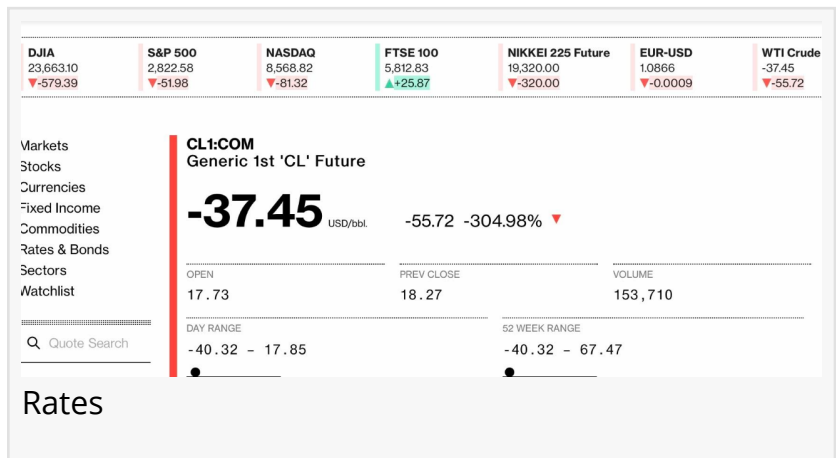 DJIA
23,663.10
▼-579.39
S&P 500
2,822.58
▼-51.98
NASDAQ
8,568.82
▼-81.32
FTSE 100
5,812.83
▲+25.87
NIKKEI 225 Future
19,320.00
▼-320.00
EUR-USD
1.0866
▼-0.0009
WTI Crude
-37.45
▼-55.72
Markets
Stocks
Currencies
Fixed Income
Commodities
Rates & Bonds
Sectors
Watchlist
Quote Search
CL1:COM
Generic 1st 'CL' Future
-37.45 USD/bbl. -55.72 -304.98% ▼
OPEN
17.73
PREV CLOSE
18.27
VOLUME
153,710
DAY RANGE
-40.32 – 17.85
52 WEEK RANGE
-40.32 – 67.47
Rates